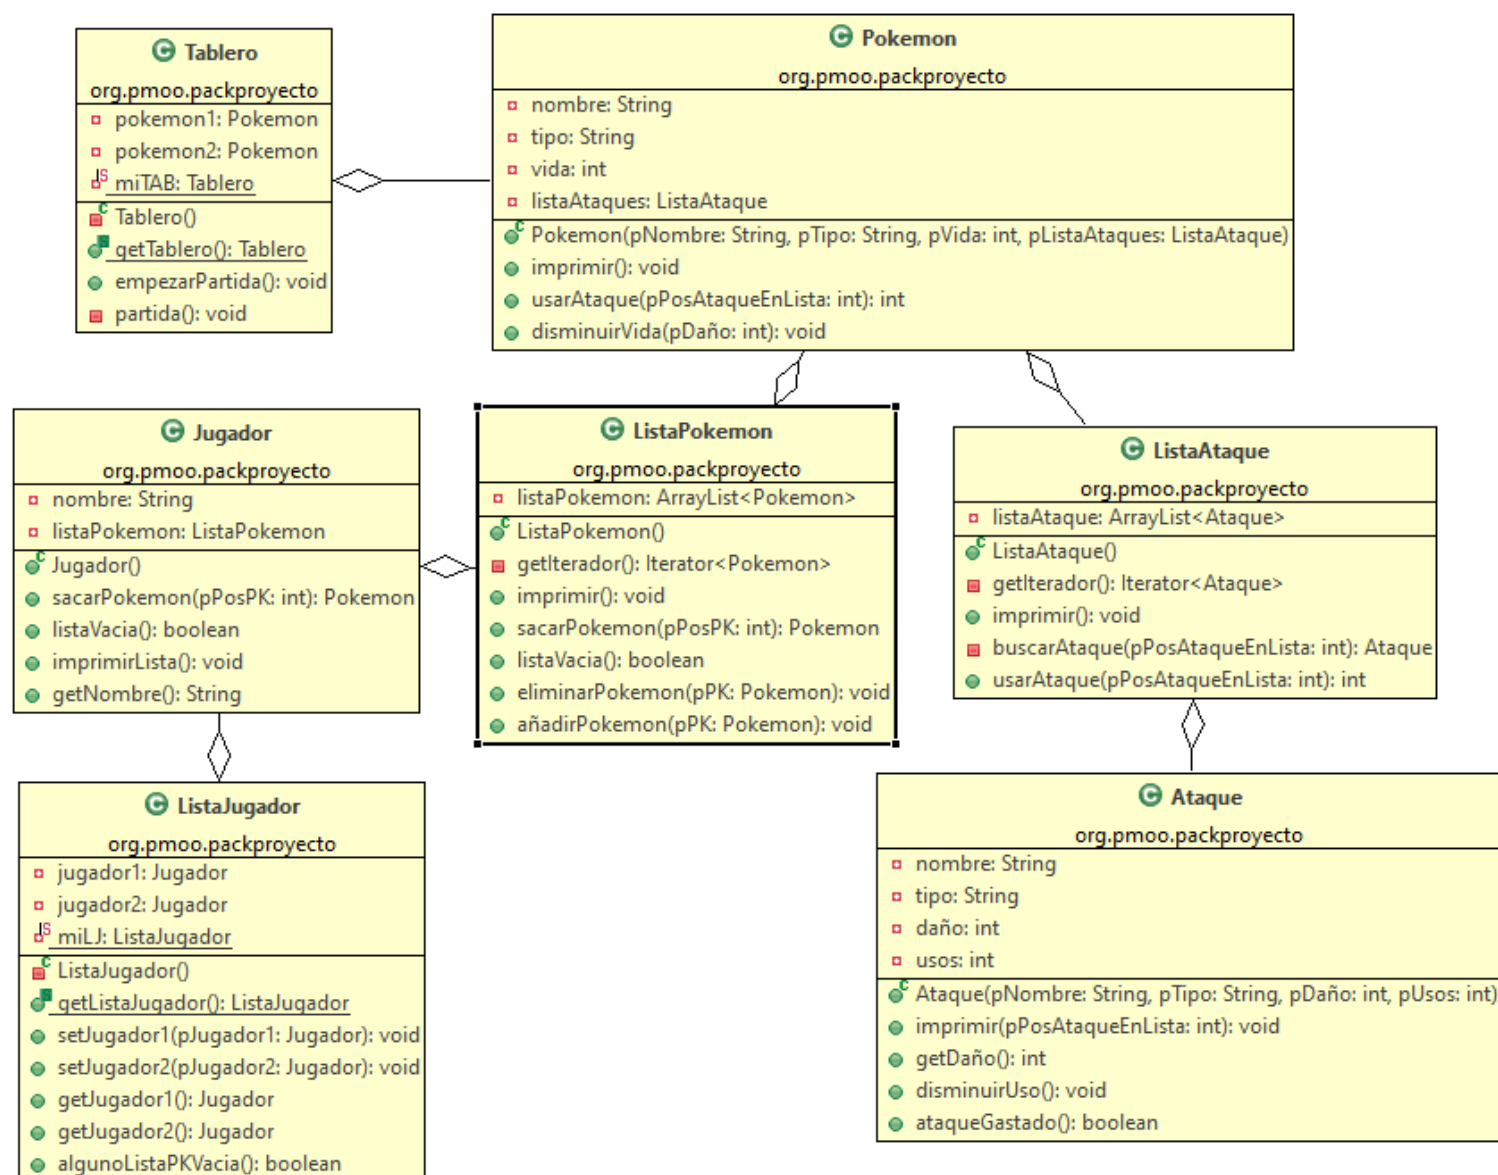 Tablero
org.pmoo.packproyecto
pokemon1: Pokemon
pokemon2: Pokemon
miTAB: Tablero
Tablero()
getTablero(): Tablero
empezarPartida(): void
partida(): void
Pokemon
org.pmoo.packproyecto
nombre: String
tipo: String
vida: int
listaAtaques: ListaAtaque
Pokemon(pNombre: String, pTipo: String, pVida: int, pListaAtaques: ListaAtaque)
imprimir(): void
usarAtaque(pPosAtaqueEnLista: int): int
disminuirVida(pDaño: int): void
Jugador
org.pmoo.packproyecto
nombre: String
listaPokemon: ListaPokemon
Jugador()
sacarPokemon(pPosPK: int): Pokemon
listaVacia(): boolean
imprimirLista(): void
getNombre(): String
ListaPokemon
org.pmoo.packproyecto
listaPokemon: ArrayList<Pokemon>
ListaPokemon()
getIterador(): Iterator<Pokemon>
imprimir(): void
sacarPokemon(pPosPK: int): Pokemon
listaVacia(): boolean
eliminarPokemon(pPK: Pokemon): void
añadirPokemon(pPK: Pokemon): void
ListaAtaque
org.pmoo.packproyecto
listaAtaque: ArrayList<Ataque>
ListaAtaque()
getIterador(): Iterator<Ataque>
imprimir(): void
buscarAtaque(pPosAtaqueEnLista: int): Ataque
usarAtaque(pPosAtaqueEnLista: int): int
ListaJugador
org.pmoo.packproyecto
jugador1: Jugador
jugador2: Jugador
miLJ: ListaJugador
ListaJugador()
getListaJugador(): ListaJugador
setJugador1(pJugador1: Jugador): void
setJugador2(pJugador2: Jugador): void
getJugador1(): Jugador
getJugador2(): Jugador
algunoListaPKVacia(): boolean
Ataque
org.pmoo.packproyecto
nombre: String
tipo: String
daño: int
usos: int
Ataque(pNombre: String, pTipo: String, pDaño: int, pUsos: int)
imprimir(pPosAtaqueEnLista: int): void
getDaño(): int
disminuirUso(): void
ataqueGastado(): boolean